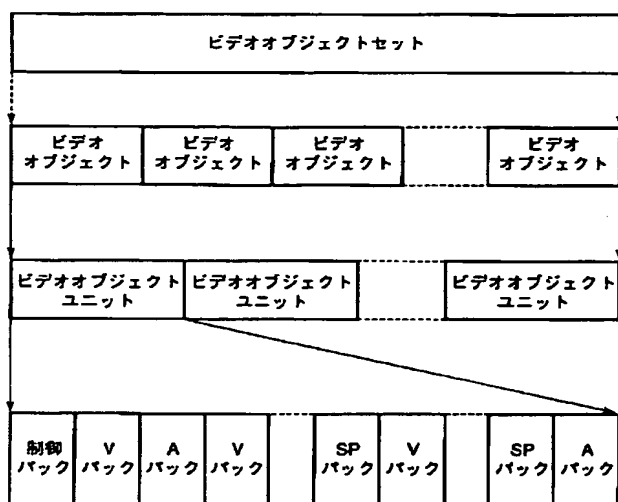 ビデオオブジェクトセット
ビデオ
オブジェクト
ビデオ
オブジェクト
ビデオ
オブジェクト
ビデオ
オブジェクト
ビデオオブジェクト
ユニット
ビデオオブジェクト
ユニット
ビデオオブジェクト
ユニット
制御
パック
V
パック
A
パック
V
パック
SP
パック
V
パック
SP
パック
A
パック